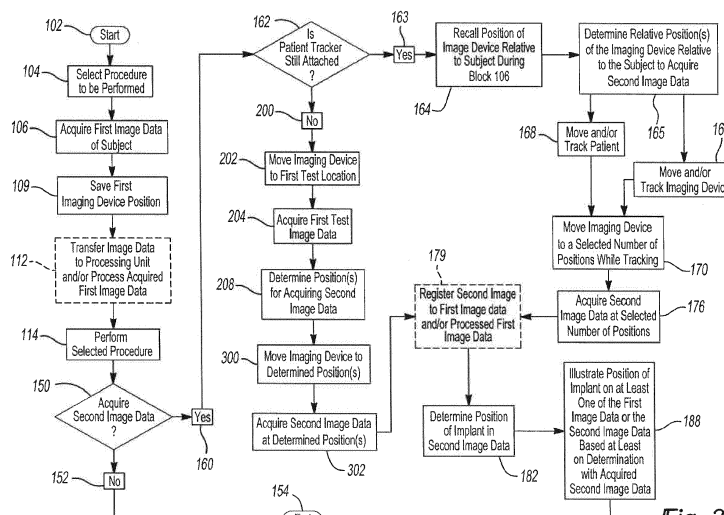 102
Start
104
Select Procedure
to be Performed
106
Acquire First Image Data
of Subject
109
Save First
Imaging Device Position
112
Transfer Image Data
to Processing Unit
and/or Process Acquired
First Image Data
114
Perform
Selected Procedure
150
Acquire
Second Image Data
?
Yes
160
152
No
162
Is
Patient Tracker
Still Attached
?
163
Yes
200
No
202
Move Imaging Device
to First Test Location
204
Acquire First Test
Image Data
208
Determine Position(s)
for Acquiring Second
Image Data
300
Move Imaging Device to
Determined Position(s)
Acquire Second Image Data
at Determined Position(s)
302
154
Recall Position of
Image Device Relative
to Subject During
Block 106
164
Determine Relative Position(s)
of the Imaging Device Relative
to the Subject to Acquire
Second Image Data
165
168
Move and/or
Track Patient
Move and/or
Track Imaging Devic
Move Imaging Device
to a Selected Number of
Positions While Tracking
170
Acquire Second
Image Data at Selected
Number of Positions
176
179
Register Second Image
to First Image data
and/or Processed First
Image Data
Determine Position
of Implant in
Second Image Data
182
Illustrate Position of
Implant on at Least
One of the First
Image Data or the
Second Image Data
Based at Least
on Determination
with Acquired
Second Image Data
188